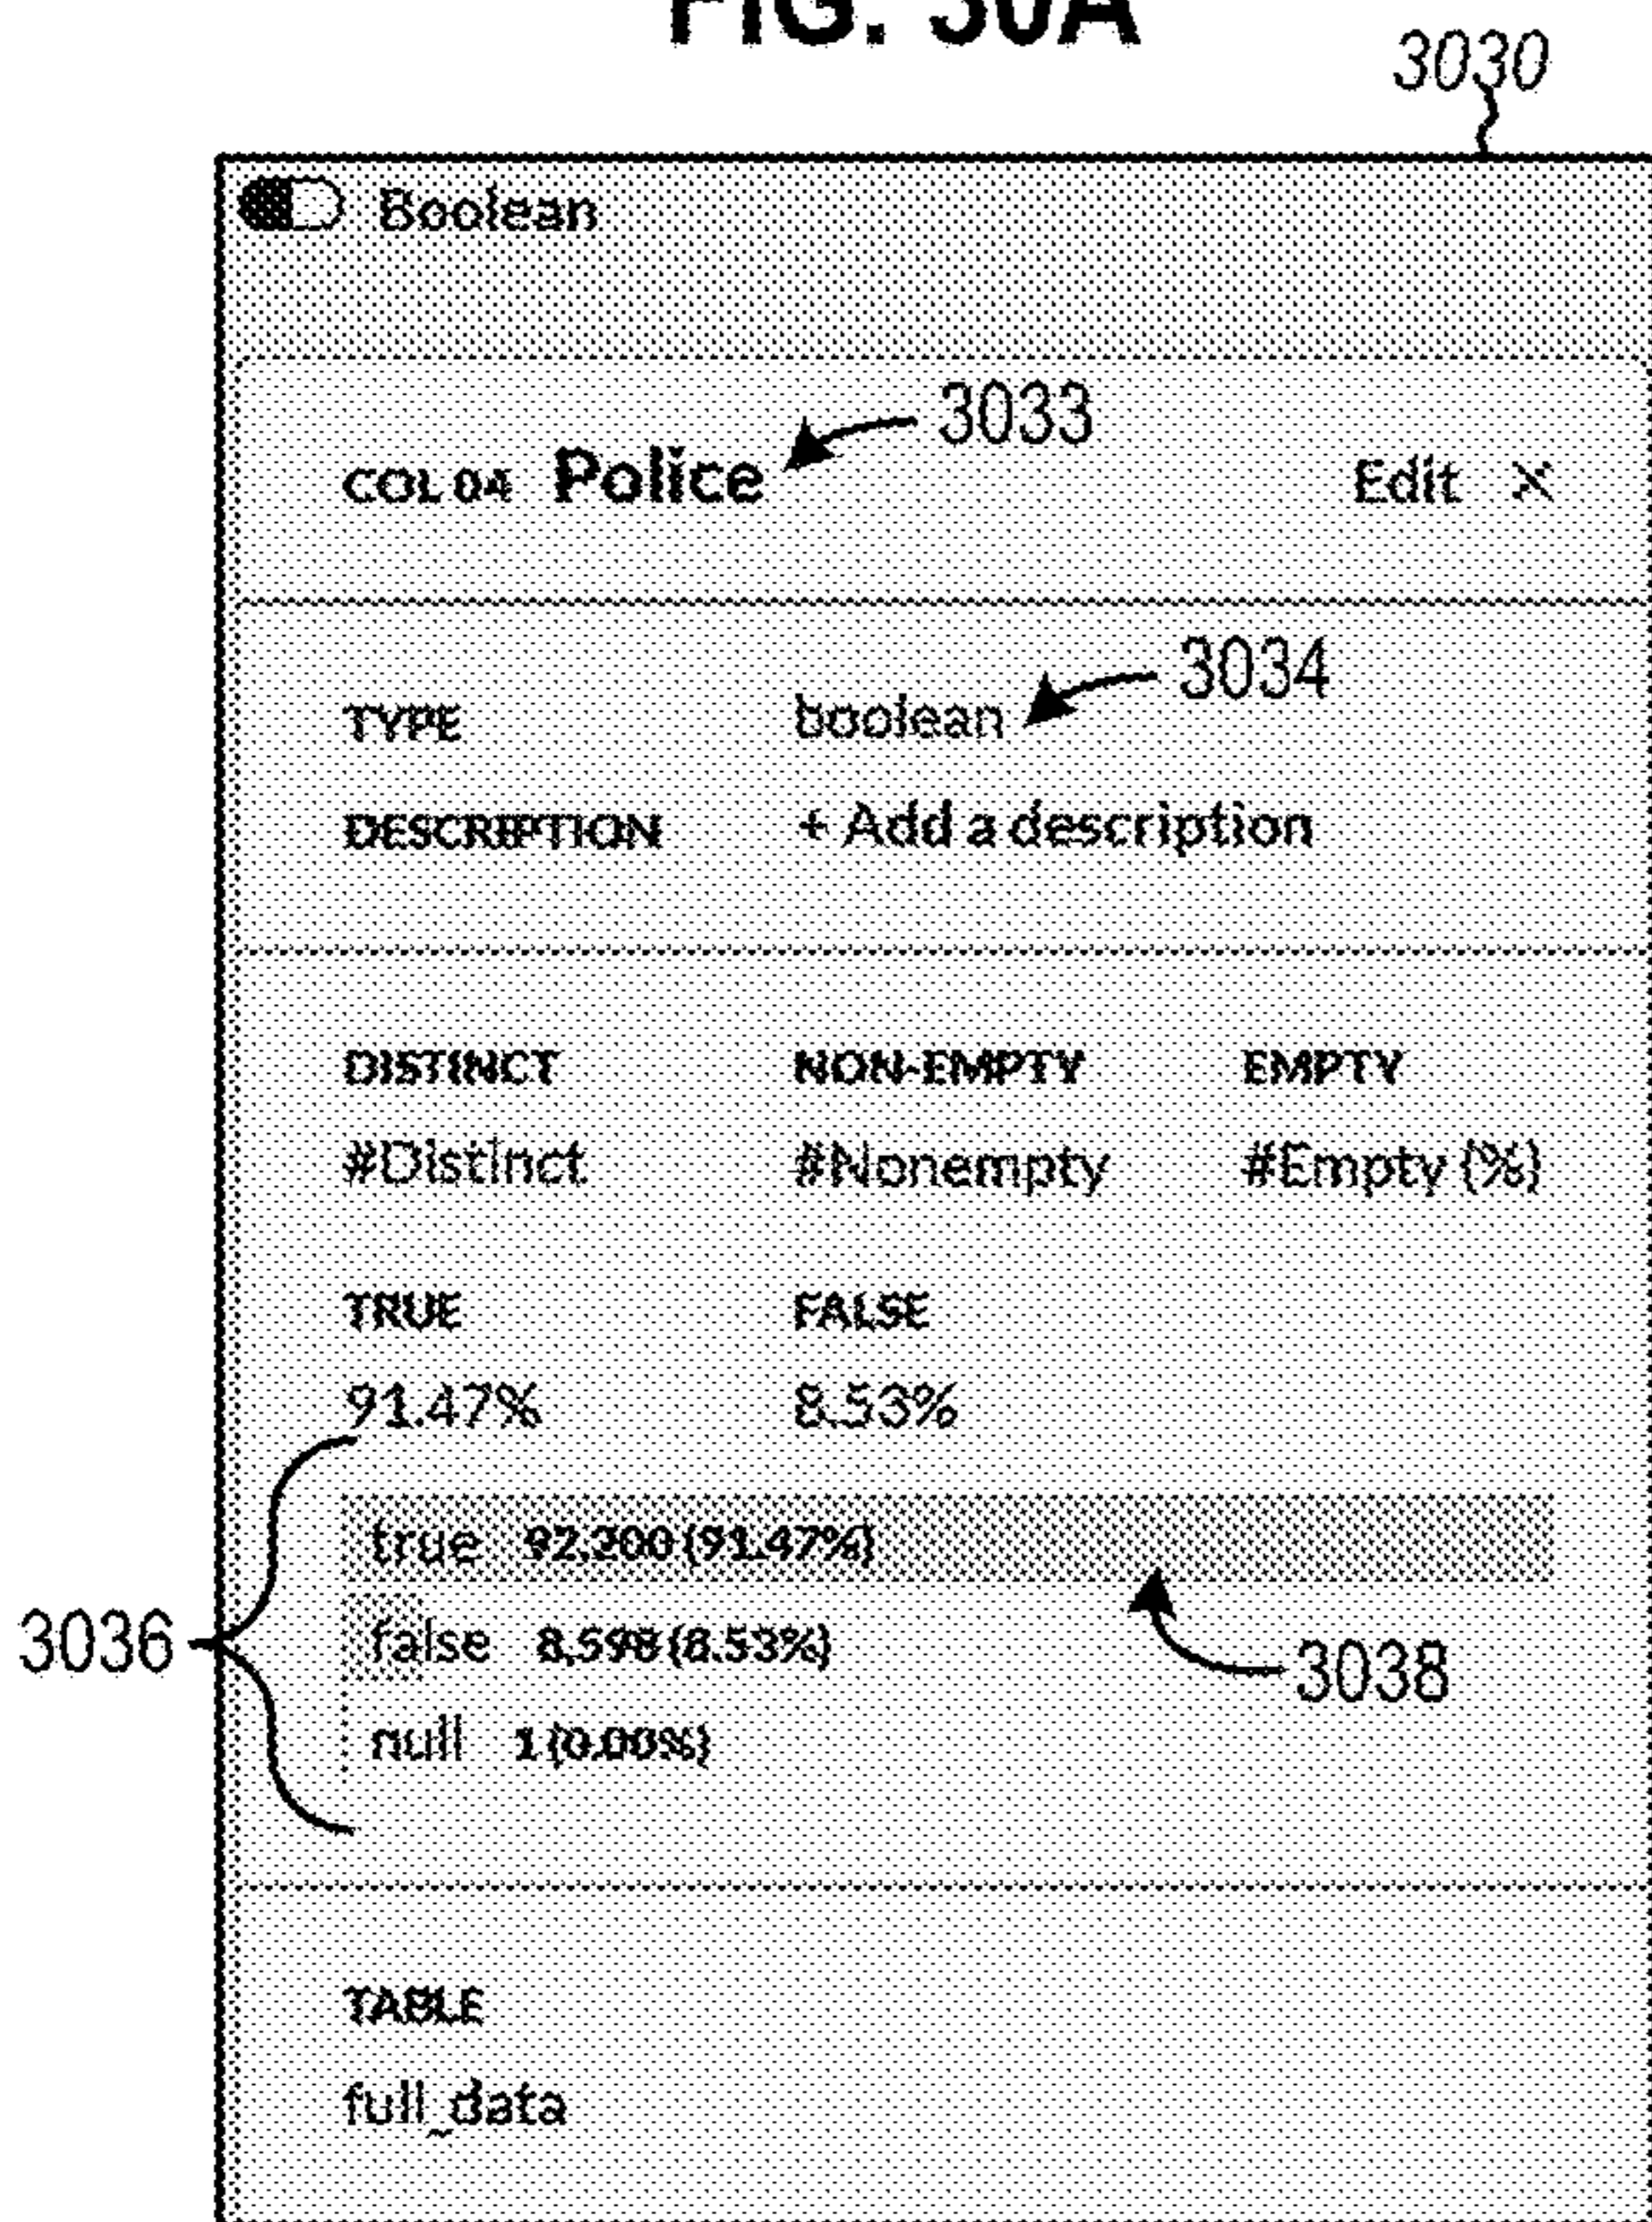 FIG. 30A
3030
Boolean
3033
COL 04 Police Edit ×
3034
TYPE boolean
DESCRIPTION + Add a description
DISTINCT NON-EMPTY EMPTY
#Distinct #Nonempty #Empty (%)
TRUE FALSE
91.47% 8.53%
true 92,200 (91.47%)
3036 false 8,598 (8.53%)
3038
null 1 (0.00%)
TABLE
full_data